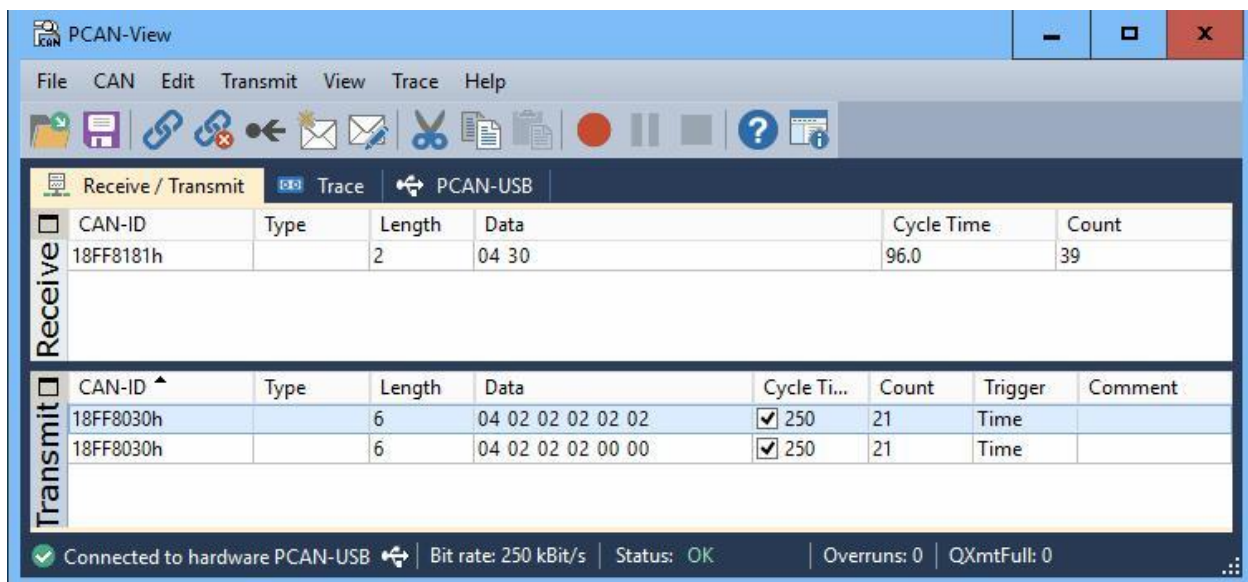 PCAN-View
File CAN Edit Transmit View Trace Help
Receive / Transmit Trace PCAN-USB
Receive
CAN-ID Type Length Data Cycle Time Count
18FF8181h 2 04 30 96.0 39
Transmit
CAN-ID Type Length Data Cycle Ti... Count Trigger Comment
18FF8030h 6 04 02 02 02 02 02 250 21 Time
18FF8030h 6 04 02 02 02 00 00 250 21 Time
Connected to hardware PCAN-USB Bit rate: 250 kBit/s Status: OK Overruns: 0 QXmtFull: 0